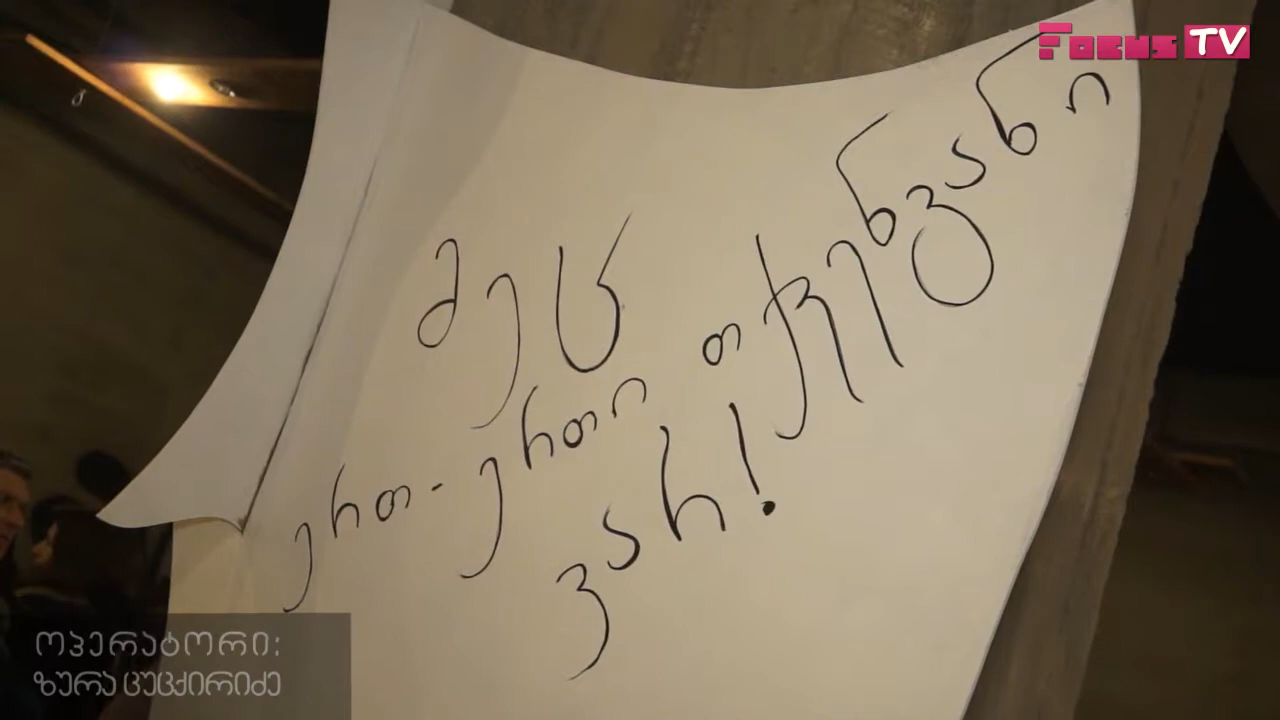 Focus TV
მეც
ერთ-ერთი თქვენგანი
ვარ!
ოპერატორი:
ზურა ცუცქირიძე